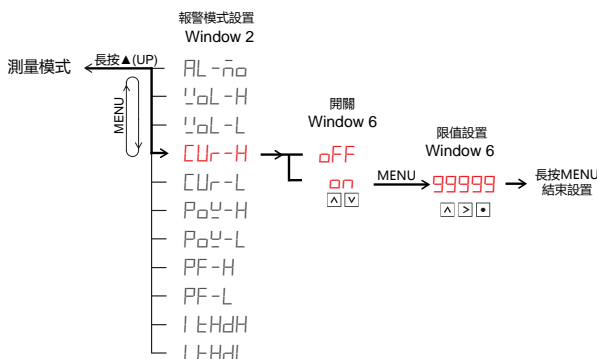 報警模式設置
Window 2
測量模式
長按▲(UP)
MENU
AL-no
VoL-H
VoL-L
CUr-H
CUr-L
PoW-H
PoW-L
PF-H
PF-L
I tHdH
I tHdL
開關
Window 6
oFF
on
MENU
限值設置
Window 6
99999
長按MENU
結束設置